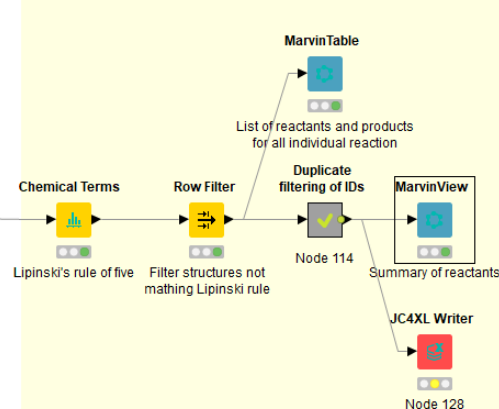 MarvinTable
List of reactants and products
for all individual reaction
Chemical Terms
Lipinski's rule of five
Row Filter
Filter structures not
mathing Lipinski rule
Duplicate
filtering of IDs
Node 114
MarvinView
Summary of reactants
JC4XL Writer
Node 128